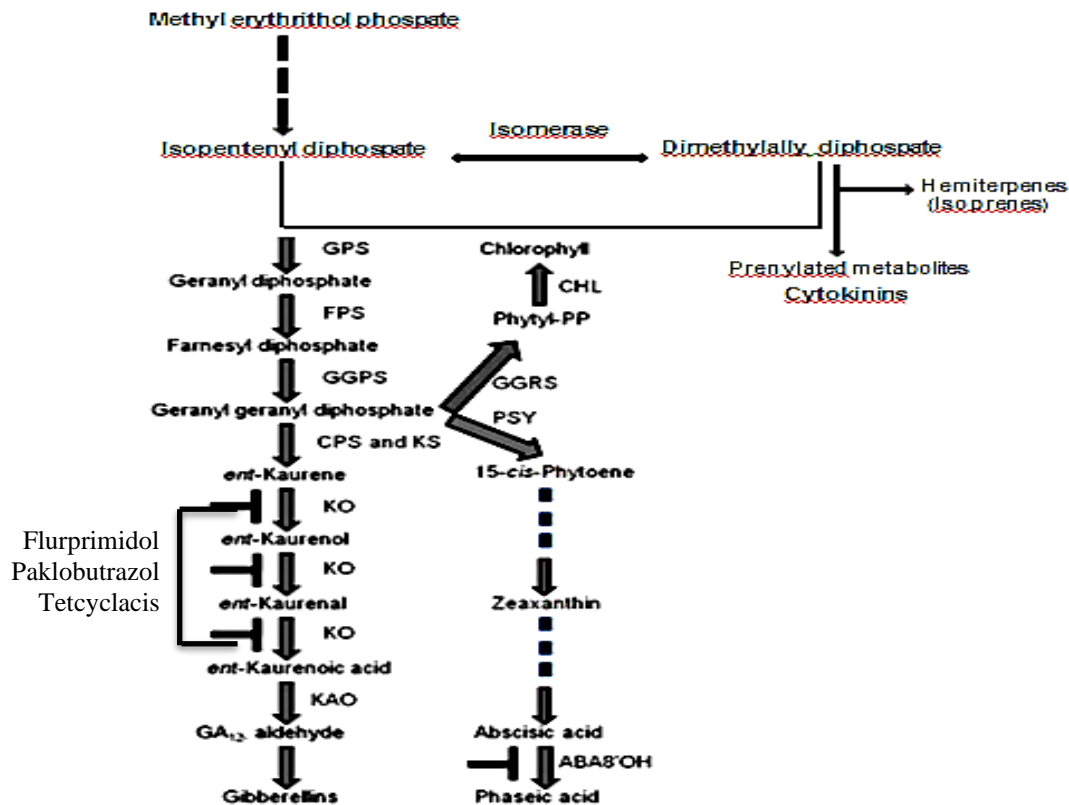 Methyl erythrithol phospate
Isopentenyl diphospate
Isomerase
Dimethylally diphospate
Hemiterpenes
(Isoprenes)
Prenylated metabolites
Cytokinins
GPS
Geranyl diphosphate
FPS
Farnesyl diphosphate
GGPS
Geranyl geranyl diphosphate
CPS and KS
ent-Kaurene
KO
ent-Kaurenol
KO
ent-Kaurenal
KO
ent-Kaurenoic acid
KAO
GA12- aldehyde
Gibberellins
Flurprimidol
Paklobutrazol
Tetcyclacis
Chlorophyll
CHL
Phytyl-PP
GGRS
PSY
15-cis-Phytoene
Zeaxanthin
Abscisic acid
ABA8'OH
Phaseic acid